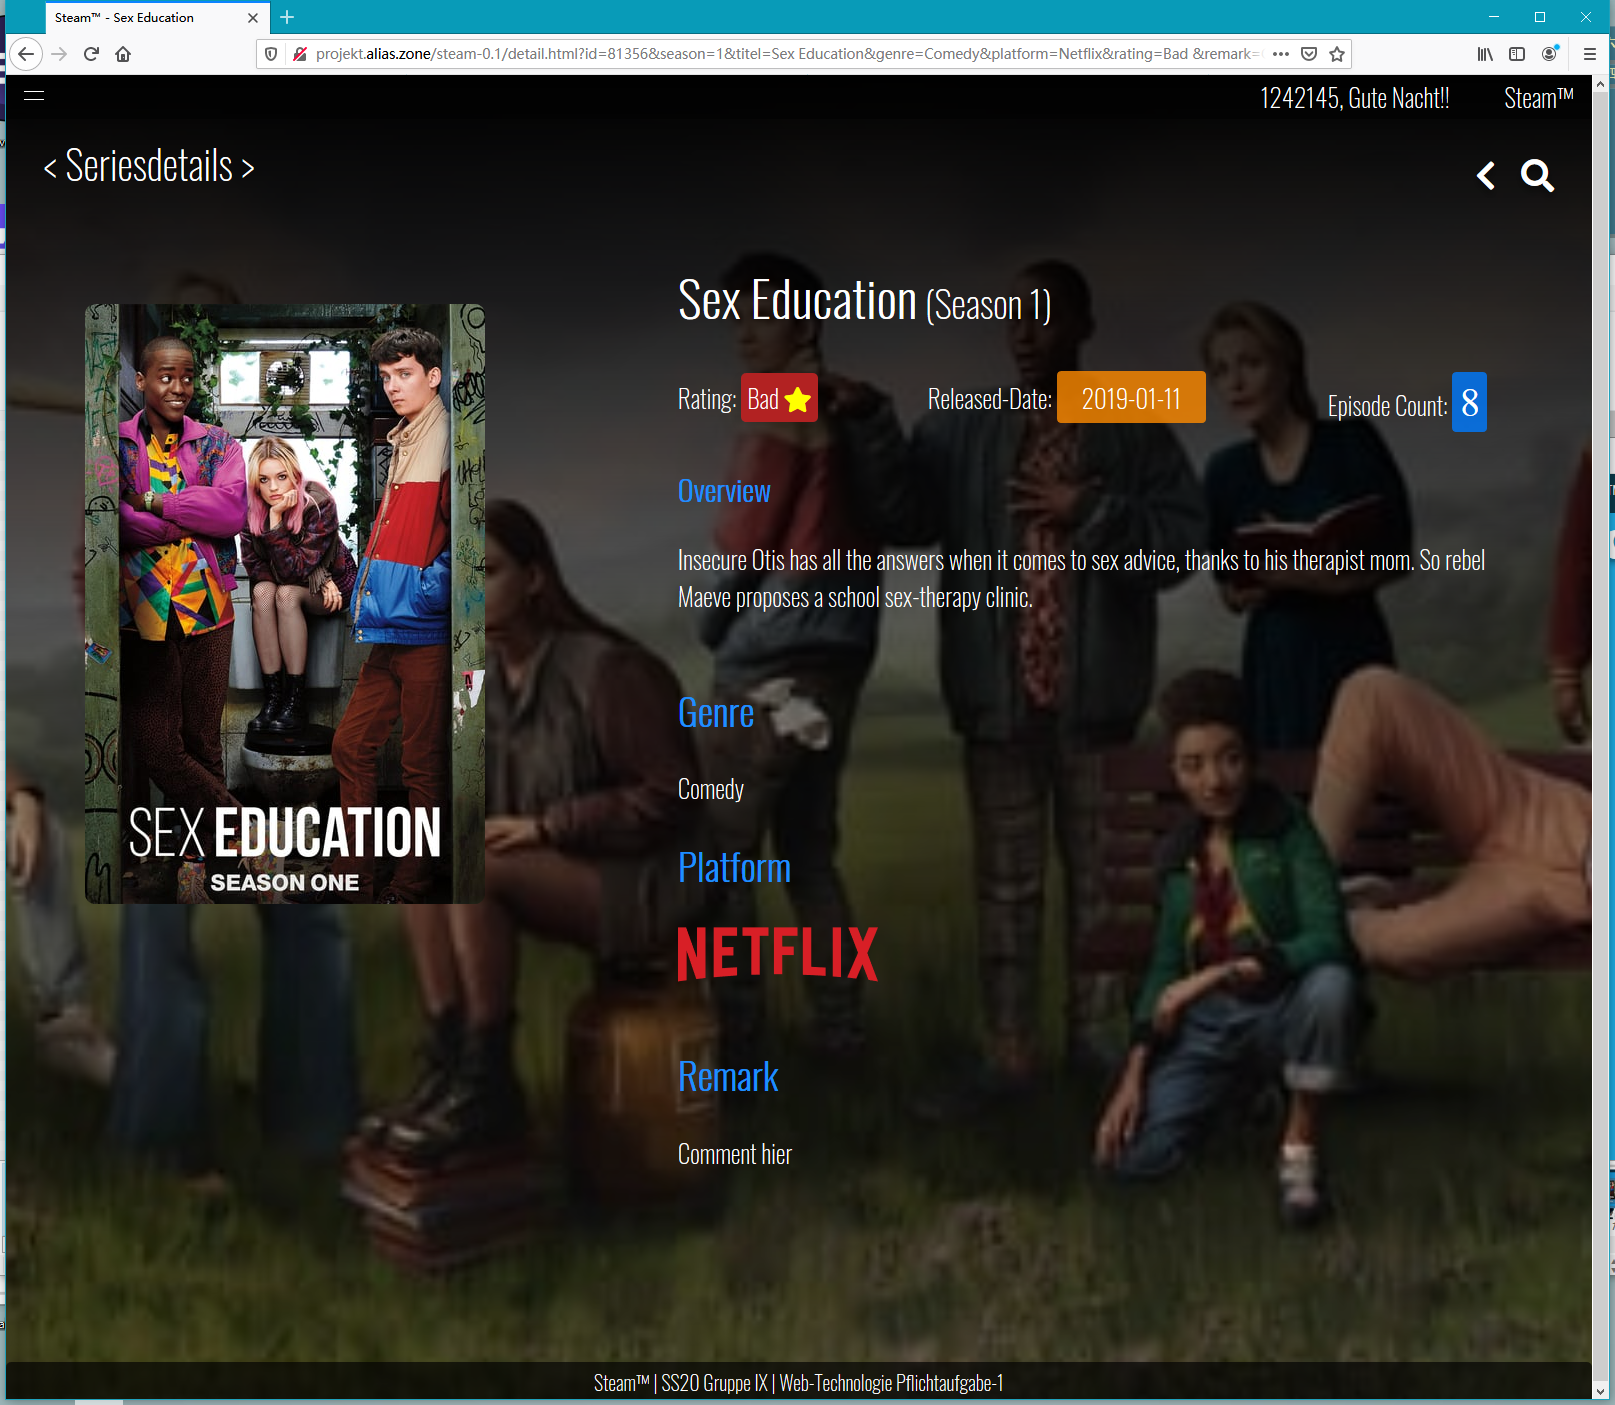 Steam™ - Sex Education
projekt.alias.zone/steam-0.1/detail.html?id=81356&season=1&titel=Sex Education&genre=Comedy&platform=Netflix&rating=Bad &remark=
1242145, Gute Nacht!! Steam™
< Seriesdetails >
Sex Education (Season 1)
Rating: Bad Released-Date: 2019-01-11 Episode Count: 8
Overview
Insecure Otis has all the answers when it comes to sex advice, thanks to his therapist mom. So rebel
Maeve proposes a school sex-therapy clinic.
Genre
Comedy
Platform
NETFLIX
Remark
Comment hier
SEX EDUCATION
SEASON ONE
Steam™ | SS20 Gruppe IX | Web-Technologie Pflichtaufgabe-1